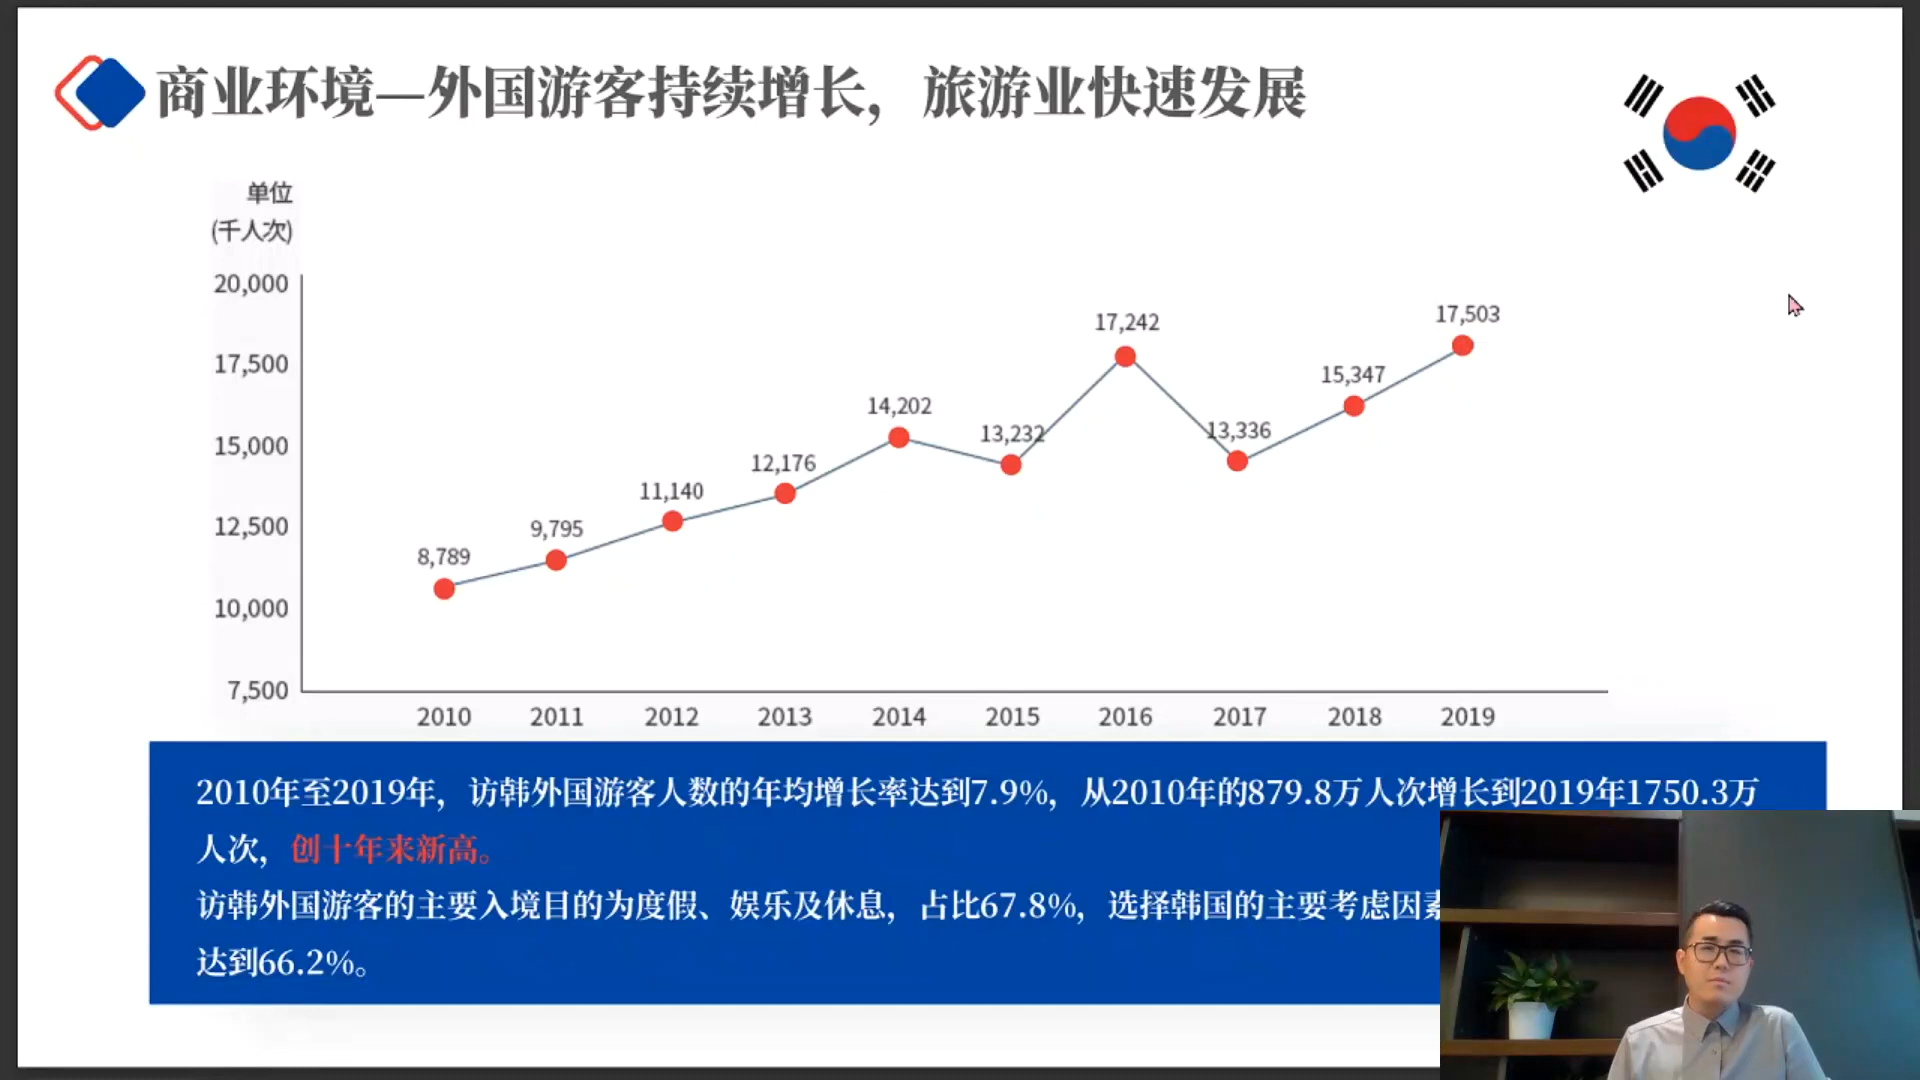 商业环境—外国游客持续增长，旅游业快速发展
单位
(千人次)
20,000
17,500
15,000
12,500
10,000
7,500
8,789
9,795
11,140
12,176
14,202
13,232
17,242
13,336
15,347
17,503
2010 2011 2012 2013 2014 2015 2016 2017 2018 2019
2010年至2019年，访韩外国游客人数的年均增长率达到7.9%，从2010年的879.8万人次增长到2019年1750.3万
人次，创十年来新高。
访韩外国游客的主要入境目的为度假、娱乐及休息，占比67.8%，选择韩国的主要考虑因素
达到66.2%。